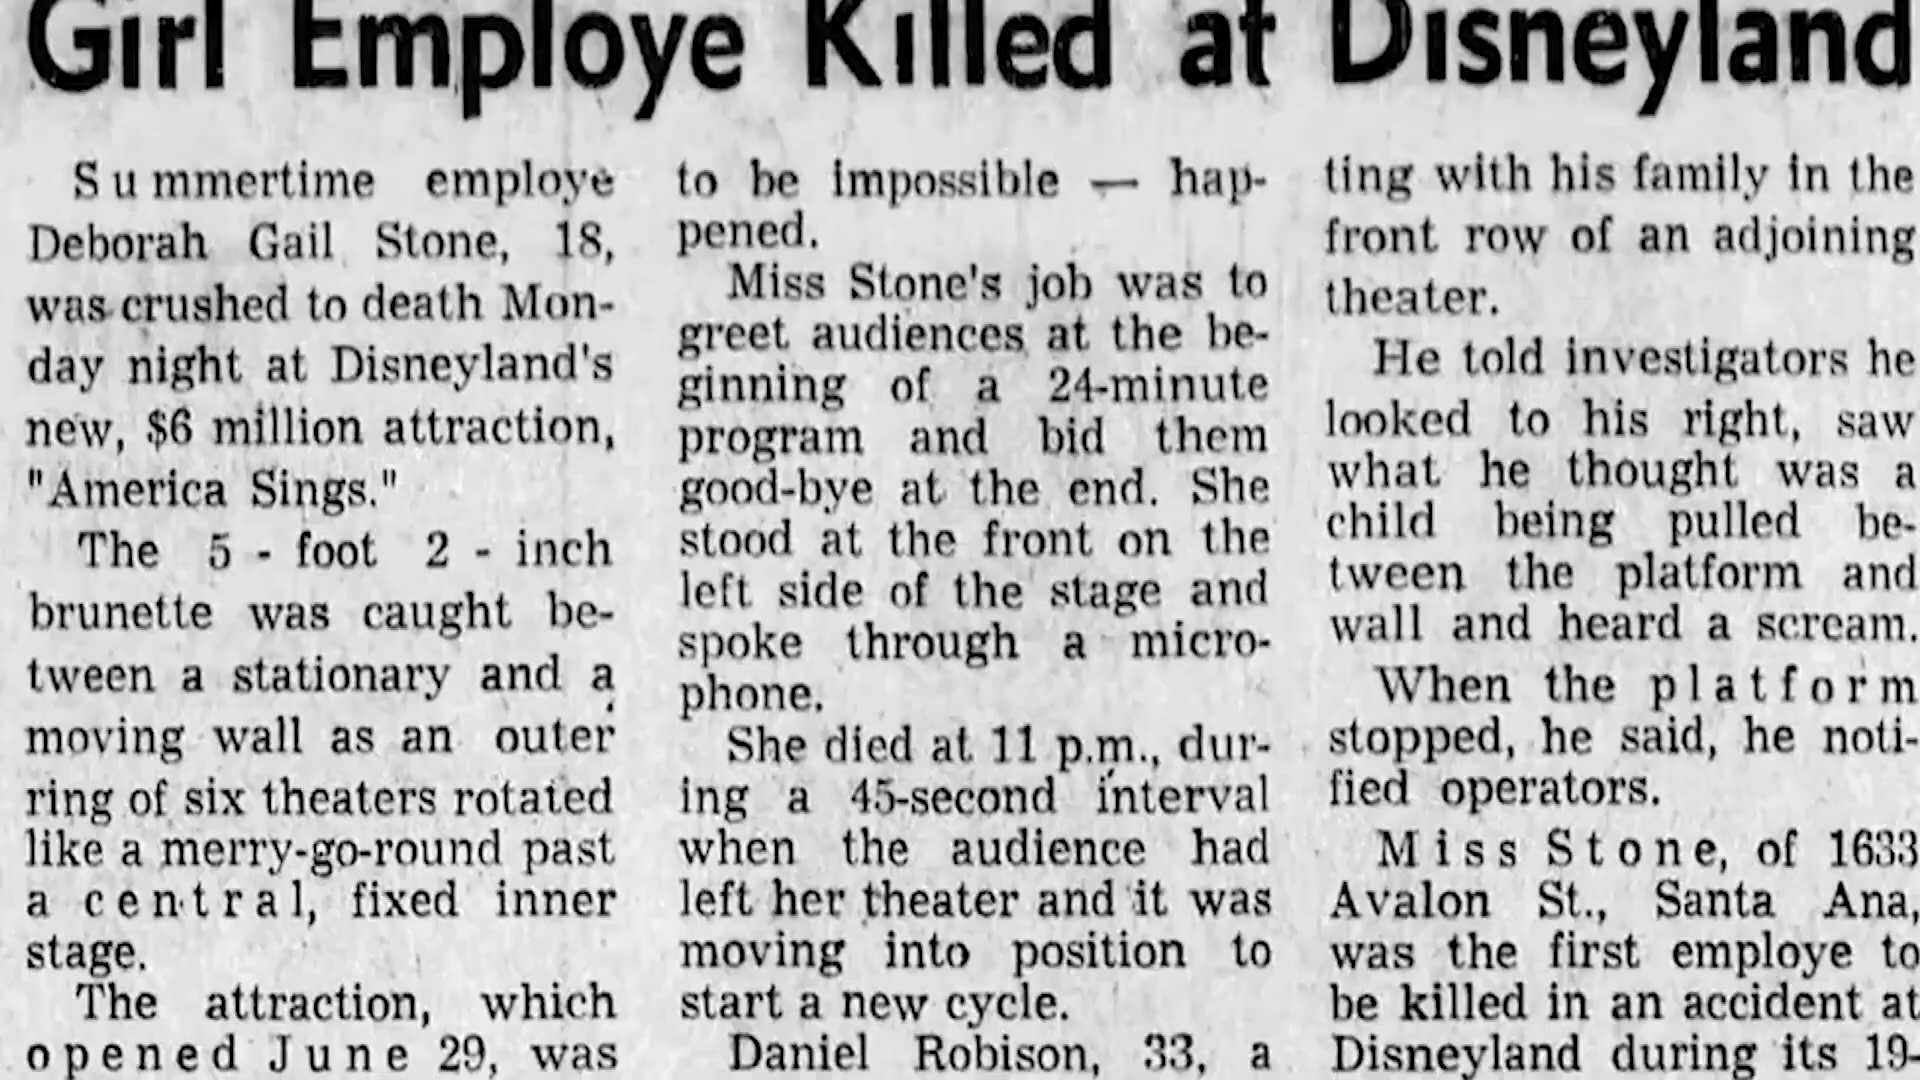 Girl Employe Killed at Disneyland
Summertime employe
Deborah Gail Stone, 18,
was crushed to death Mon-
day night at Disneyland's
new, $6 million attraction,
"America Sings."
The 5 - foot 2 - inch
brunette was caught be-
tween a stationary and a
moving wall as an outer
ring of six theaters rotated
like a merry-go-round past
a central, fixed inner
stage.
The attraction, which
opened June 29, was
to be impossible — hap-
pened.
Miss Stone's job was to
greet audiences at the be-
ginning of a 24-minute
program and bid them
good-bye at the end. She
stood at the front on the
left side of the stage and
spoke through a micro-
phone.
She died at 11 p.m., dur-
ing a 45-second interval
when the audience had
left her theater and it was
moving into position to
start a new cycle.
Daniel Robison, 33, a
ting with his family in the
front row of an adjoining
theater.
He told investigators he
looked to his right, saw
what he thought was a
child being pulled be-
tween the platform and
wall and heard a scream.
When the platform
stopped, he said, he noti-
fied operators.
Miss Stone, of 1633
Avalon St., Santa Ana,
was the first employe to
be killed in an accident at
Disneyland during its 19-